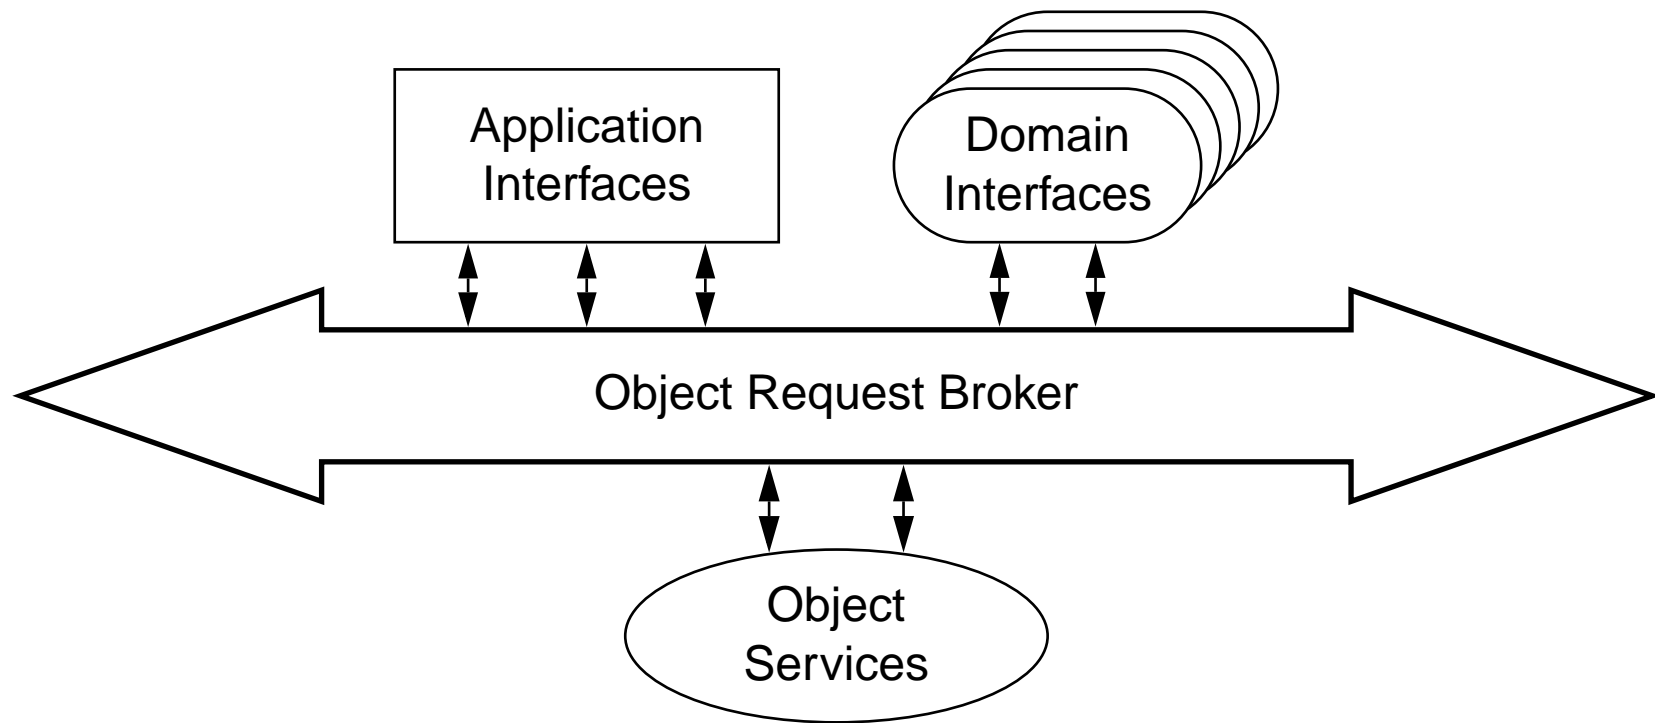 Application
Interfaces
Domain
Interfaces
Object Request Broker
Object
Services